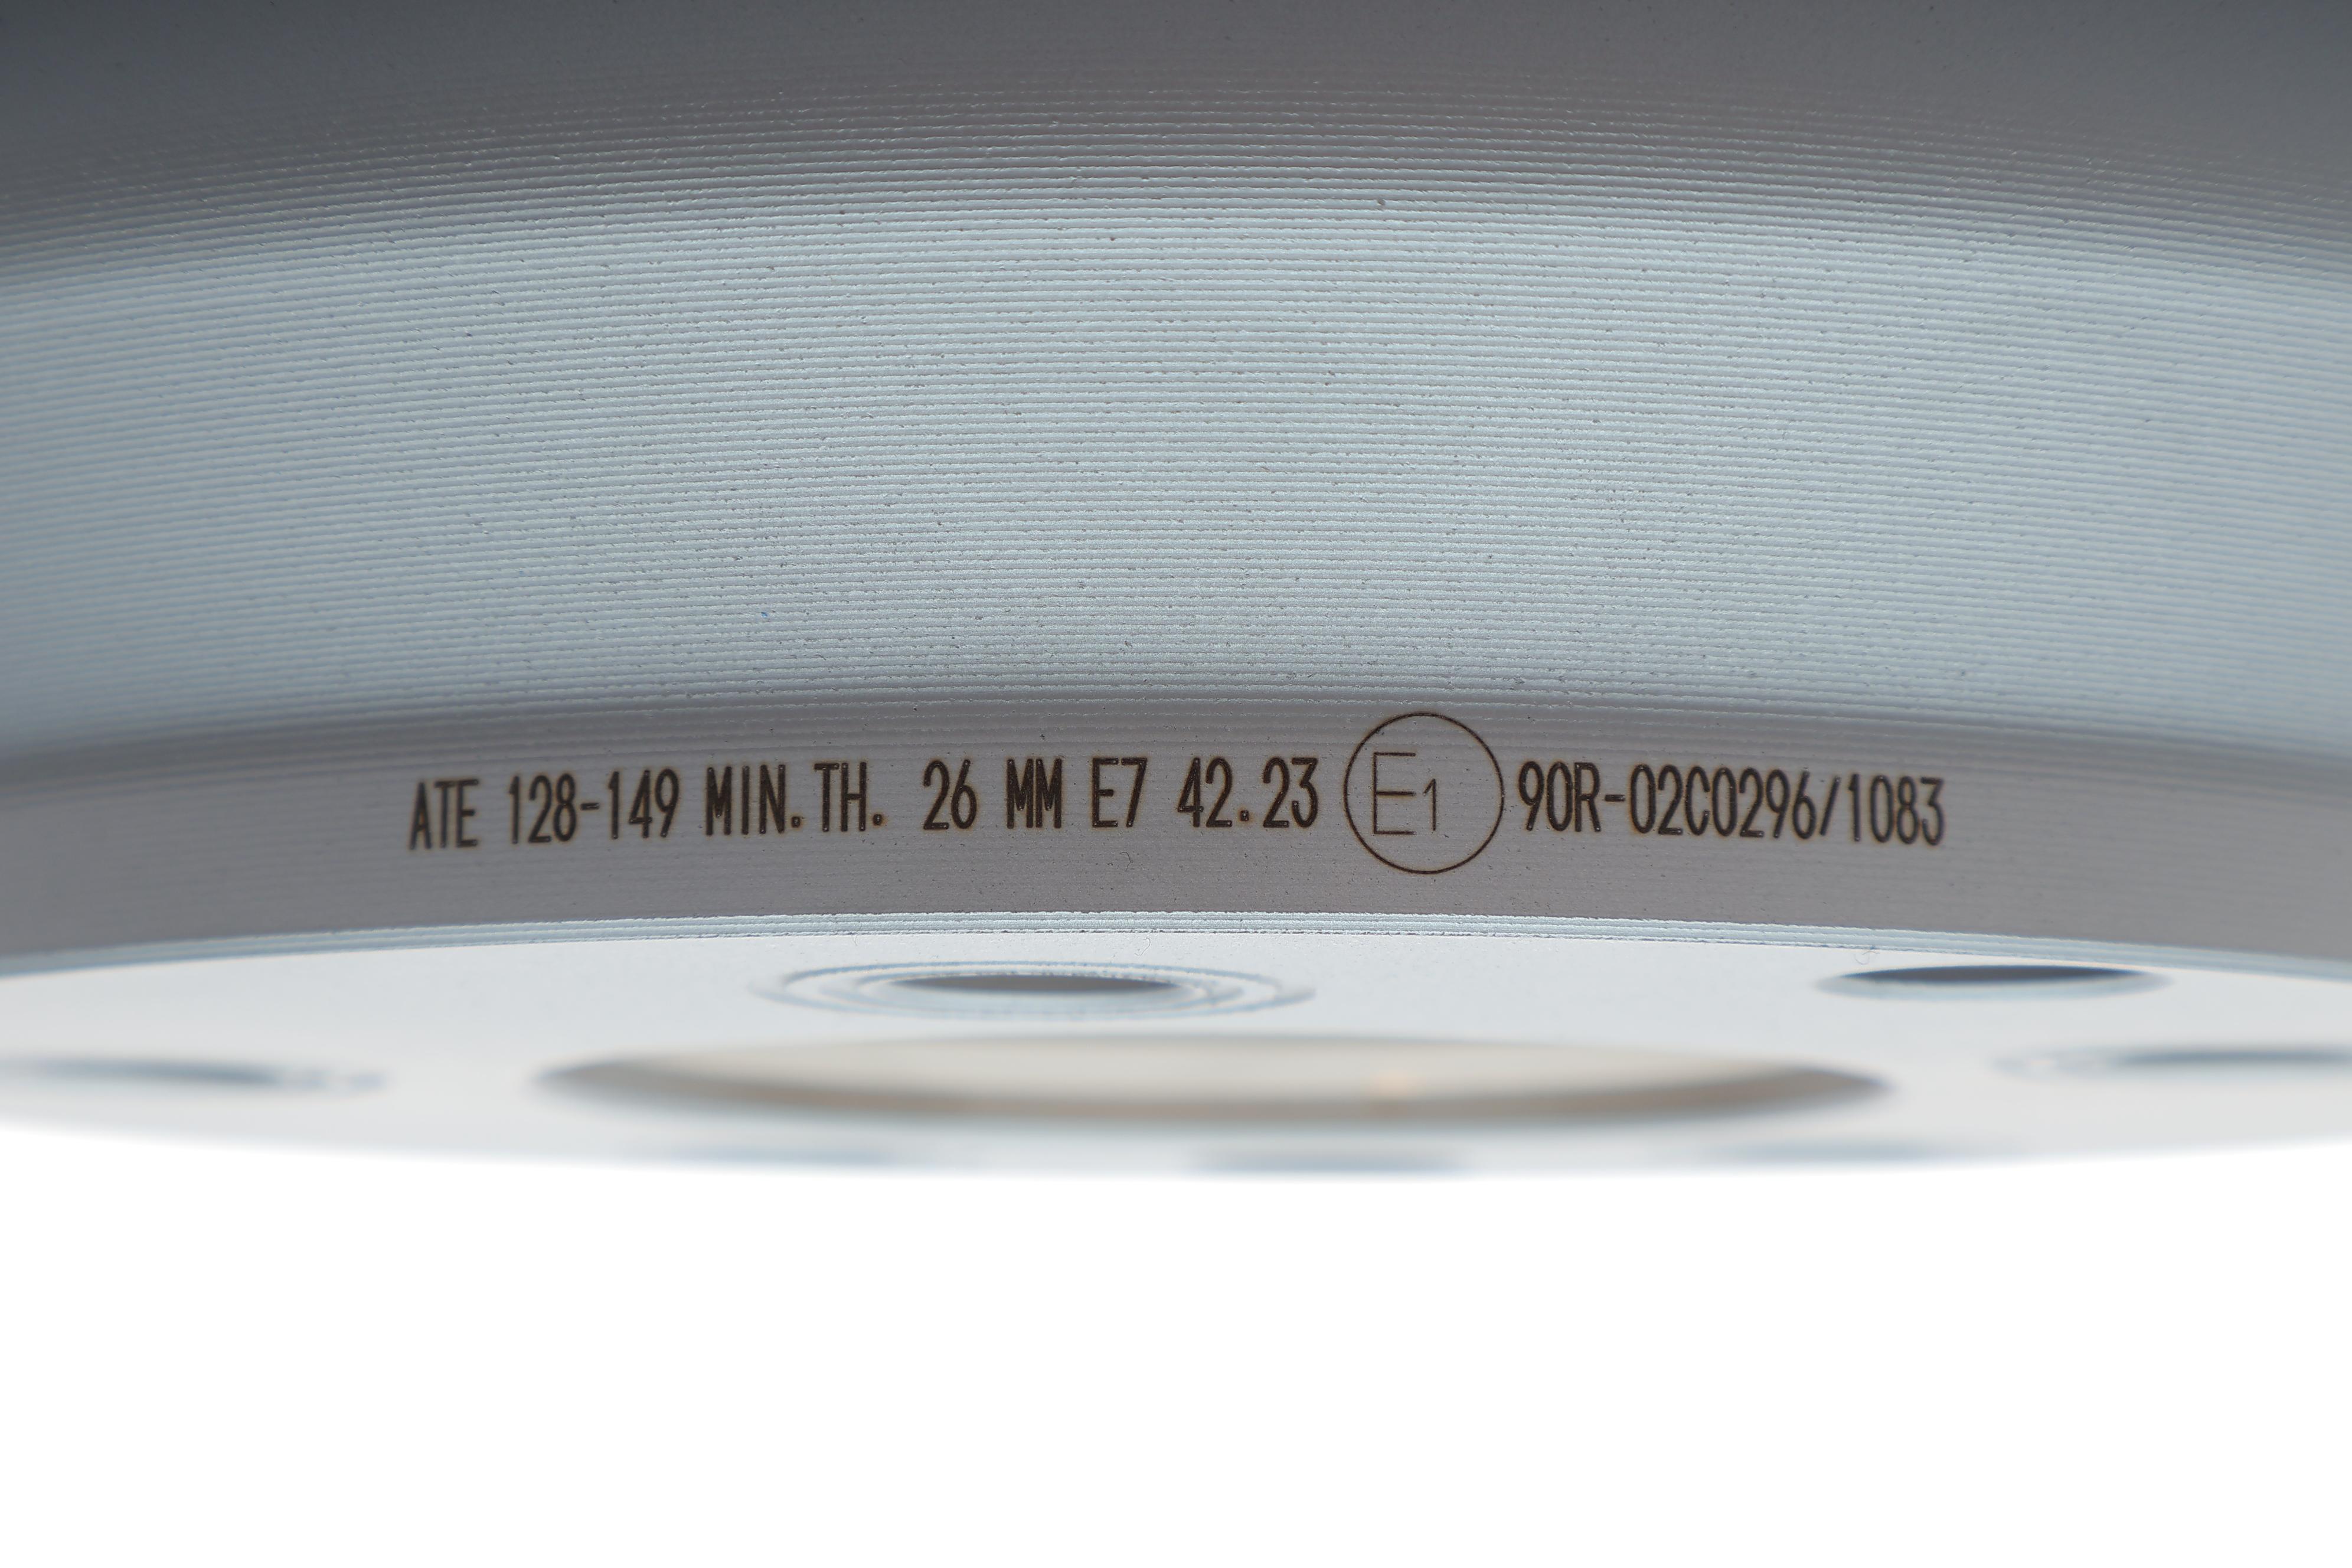 ATE 128-149 MIN.TH. 26 MM E7 42.23 E1 90R-02C0296/1083